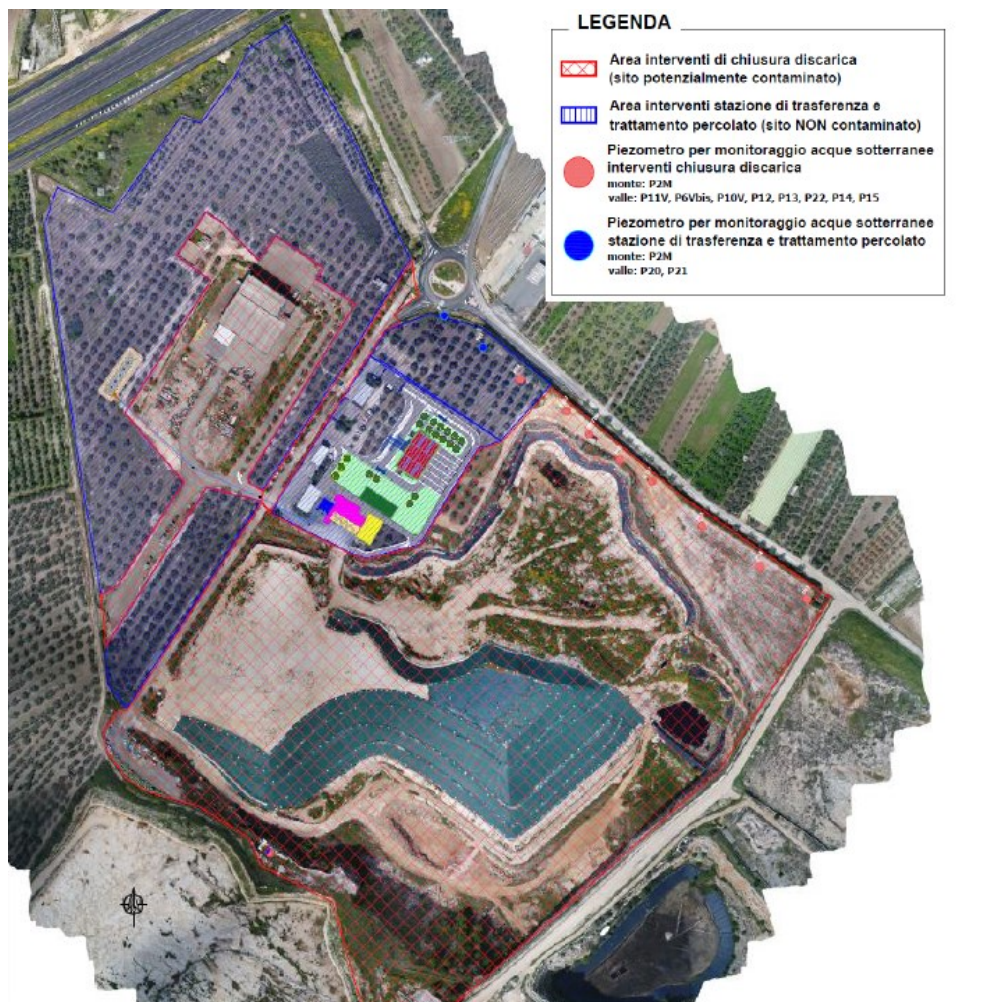 LEGENDA
Area interventi di chiusura discarica
(sito potenzialmente contaminato)
Area interventi stazione di trasferenza e
trattamento percolato (sito NON contaminato)
Piezometro per monitoraggio acque sotterranee
interventi chiusura discarica
monte: P2M
valle: P11V, P6Vbis, P10V, P12, P13, P22, P14, P15
Piezometro per monitoraggio acque sotterranee
stazione di trasferenza e trattamento percolato
monte: P2M
valle: P20, P21